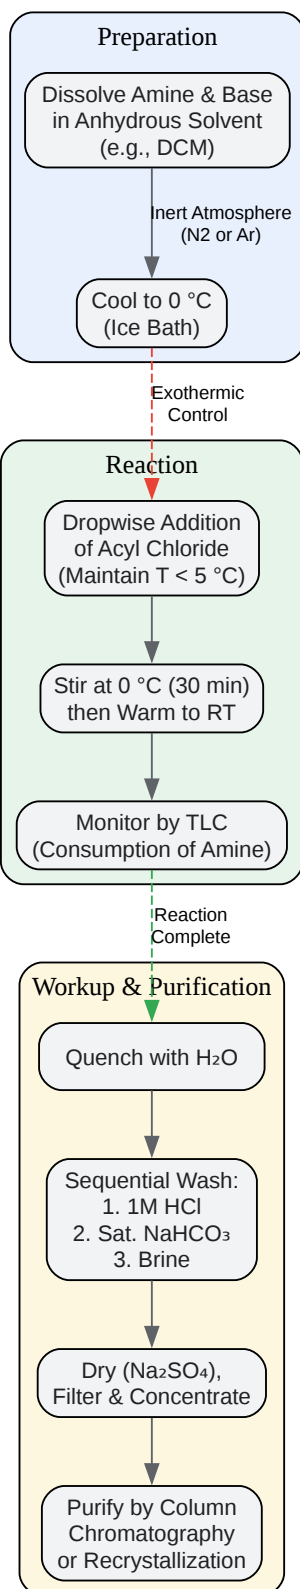 Preparation
Dissolve Amine & Base
in Anhydrous Solvent
(e.g., DCM)
Inert Atmosphere
(N2 or Ar)
Cool to 0 °C
(Ice Bath)
Exothermic
Control
Reaction
Dropwise Addition
of Acyl Chloride
(Maintain T < 5 °C)
Stir at 0 °C (30 min)
then Warm to RT
Monitor by TLC
(Consumption of Amine)
Reaction
Complete
Workup & Purification
Quench with H₂O
Sequential Wash:
1. 1M HCl
2. Sat. NaHCO₃
3. Brine
Dry (Na₂SO₄),
Filter & Concentrate
Purify by Column
Chromatography
or Recrystallization